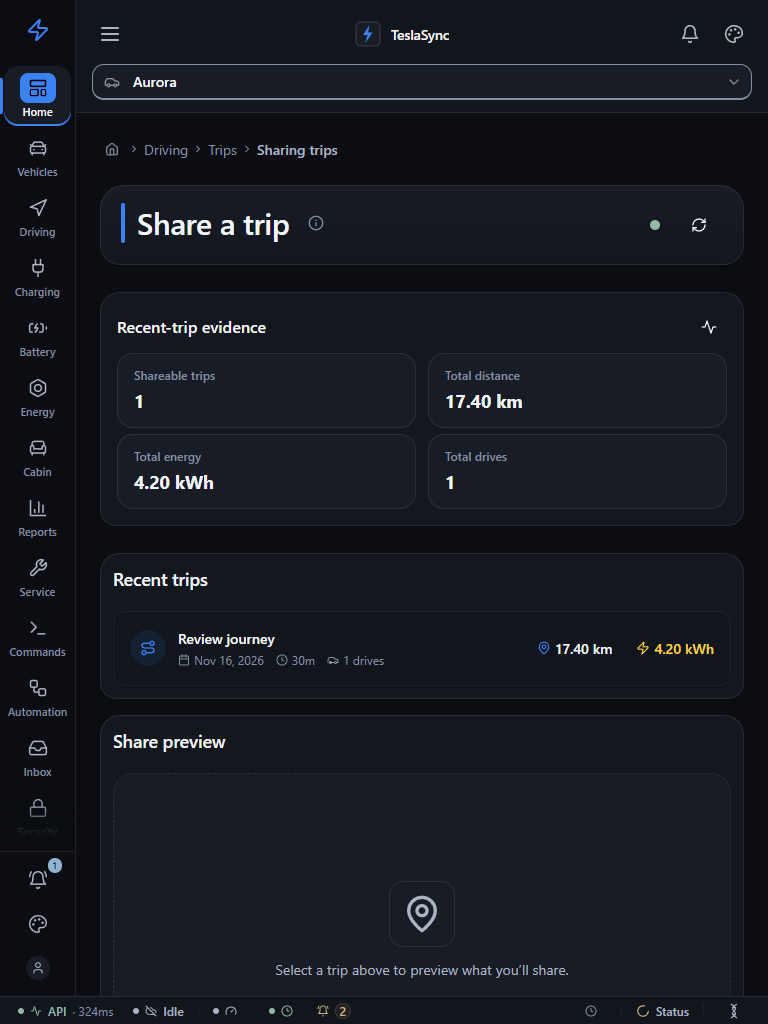 TeslaSync
Aurora
Home
Vehicles
Driving
Charging
Battery
Energy
Cabin
Reports
Service
Commands
Automation
Inbox
Security
1
Driving > Trips > Sharing trips
Share a trip
Recent-trip evidence
Shareable trips
1
Total distance
17.40 km
Total energy
4.20 kWh
Total drives
1
Recent trips
Review journey
Nov 16, 2026 30m 1 drives
17.40 km 4.20 kWh
Share preview
Select a trip above to preview what you’ll share.
API · 324ms Idle 2 Status